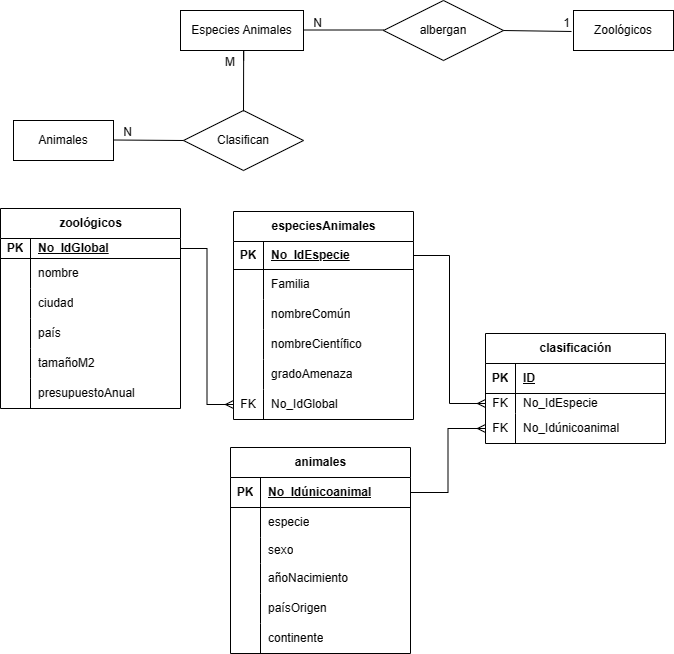 Especies Animales
N
albergan
1
Zoológicos
M
Animales
N
Clasifican
zoológicos
PK No_IdGlobal
nombre
ciudad
país
tamañoM2
presupuestoAnual
especiesAnimales
PK No_IdEspecie
Familia
nombreComún
nombreCientífico
gradoAmenaza
FK No_IdGlobal
clasificación
PK ID
FK No_IdEspecie
FK No_Idúnicoanimal
animales
PK No_Idúnicoanimal
especie
sexo
añoNacimiento
paísOrigen
continente